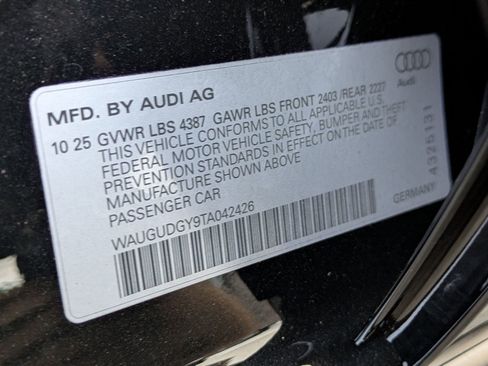 MFD. BY AUDI AG
Audi
10 25 GVWR LBS 4387 GAWR LBS FRONT 2403 /REAR 2227
THIS VEHICLE CONFORMS TO ALL APPLICABLE U.S.
FEDERAL MOTOR VEHICLE SAFETY, BUMPER AND THEFT
PREVENTION STANDARDS IN EFFECT ON THE DATE OF
MANUFACTURE SHOWN ABOVE
PASSENGER CAR
WAUGUDGY9TA042426
GERMANY
4325131